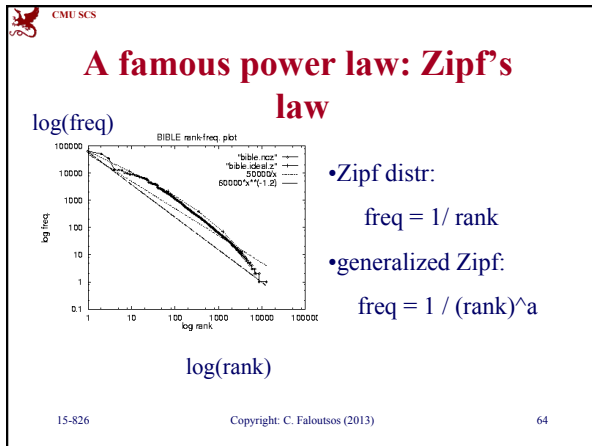 CMU SCS
A famous power law: Zipf's
law
log(freq)
BIBLE rank-freq. plot
100000
10000
1000
100
10
1
0.1
log freq.
"bible.ncz"
"bible.ideal.z"
50000/x
60000*x**(-1.2)
1
10
100
1000
10000
100000
log rank
log(rank)
•Zipf distr:
freq = 1/ rank
•generalized Zipf:
freq = 1 / (rank)^a
15-826
Copyright: C. Faloutsos (2013)
64